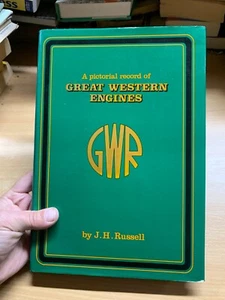 A pictorial record of
GREAT WESTERN
ENGINES
GWR
by J. H. Russell